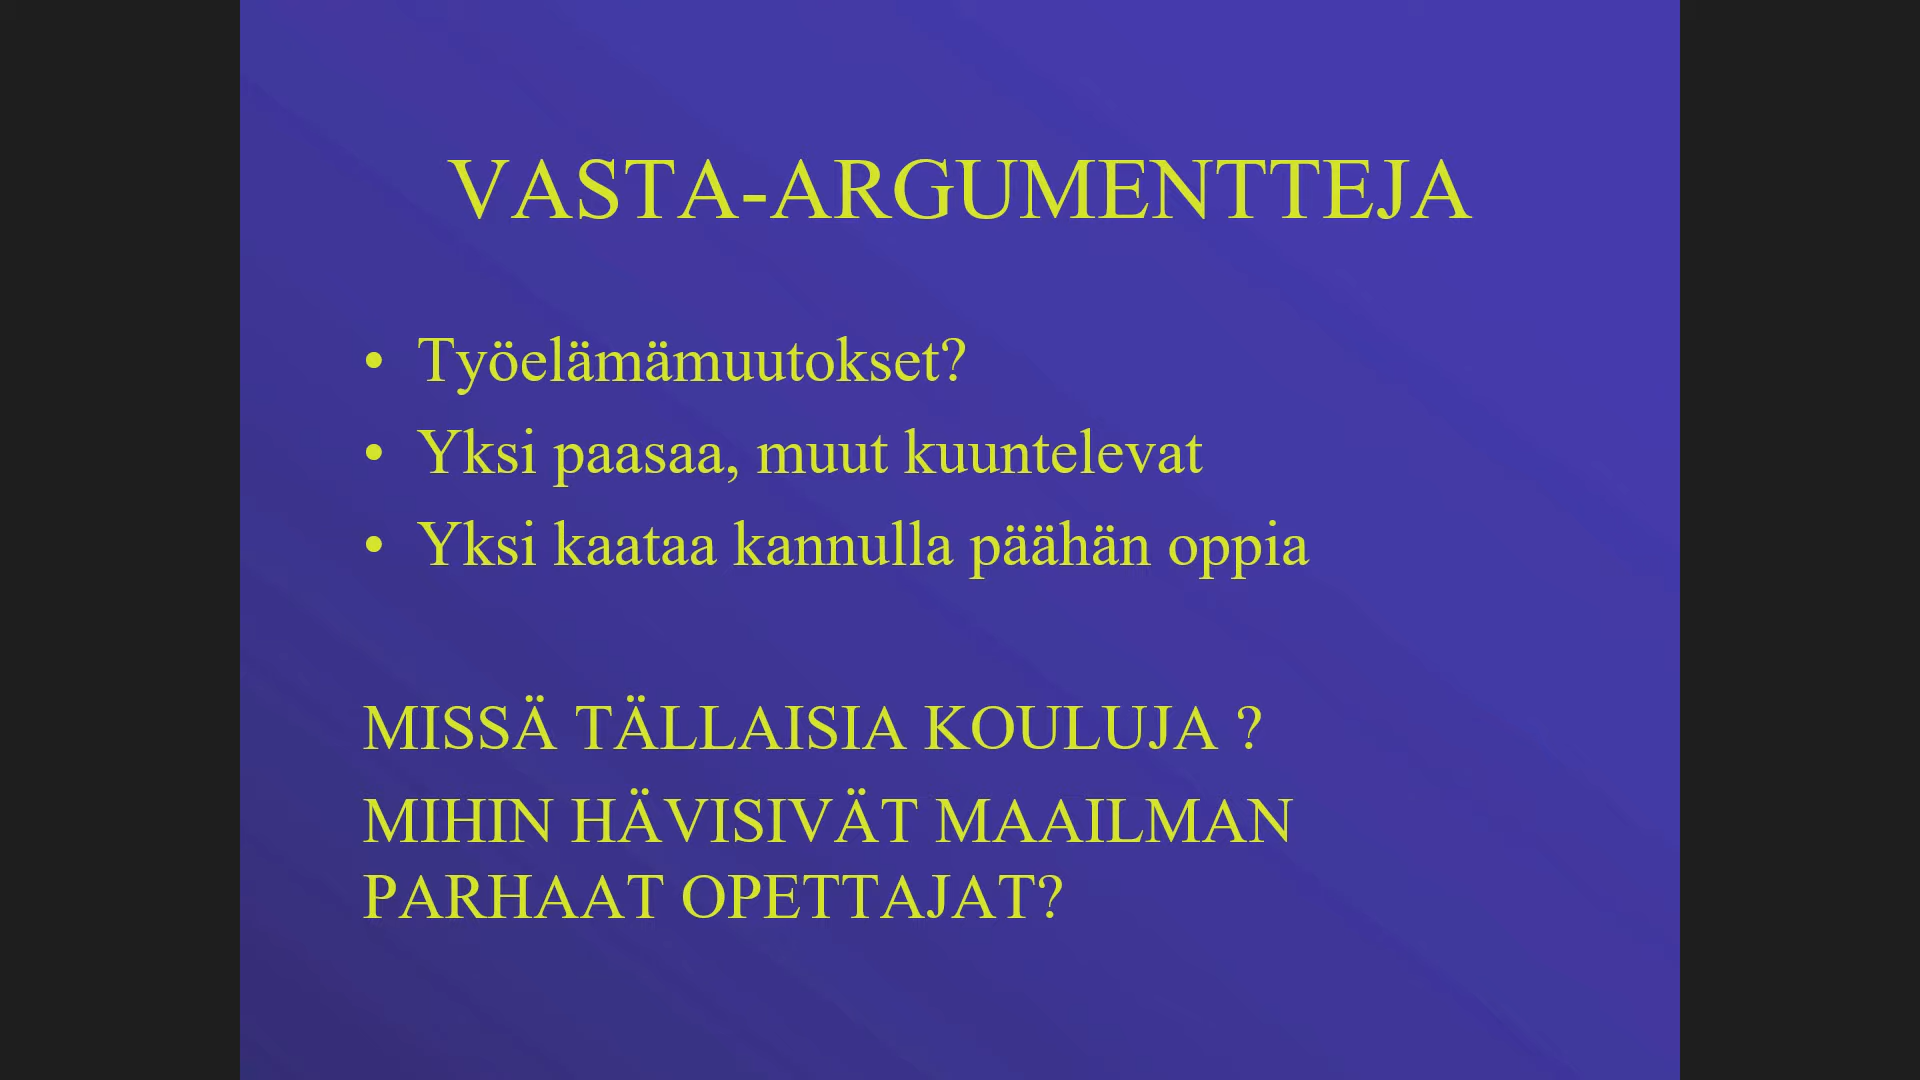 VASTA-ARGUMENTTEJA
• Työelämämuutokset?
• Yksi paasaa, muut kuuntelevat
• Yksi kaataa kannulla päähän oppia
MISSÄ TÄLLAISIA KOULUJA ?
MIHIN HÄVISIVÄT MAAILMAN
PARHAAT OPETTAJAT?